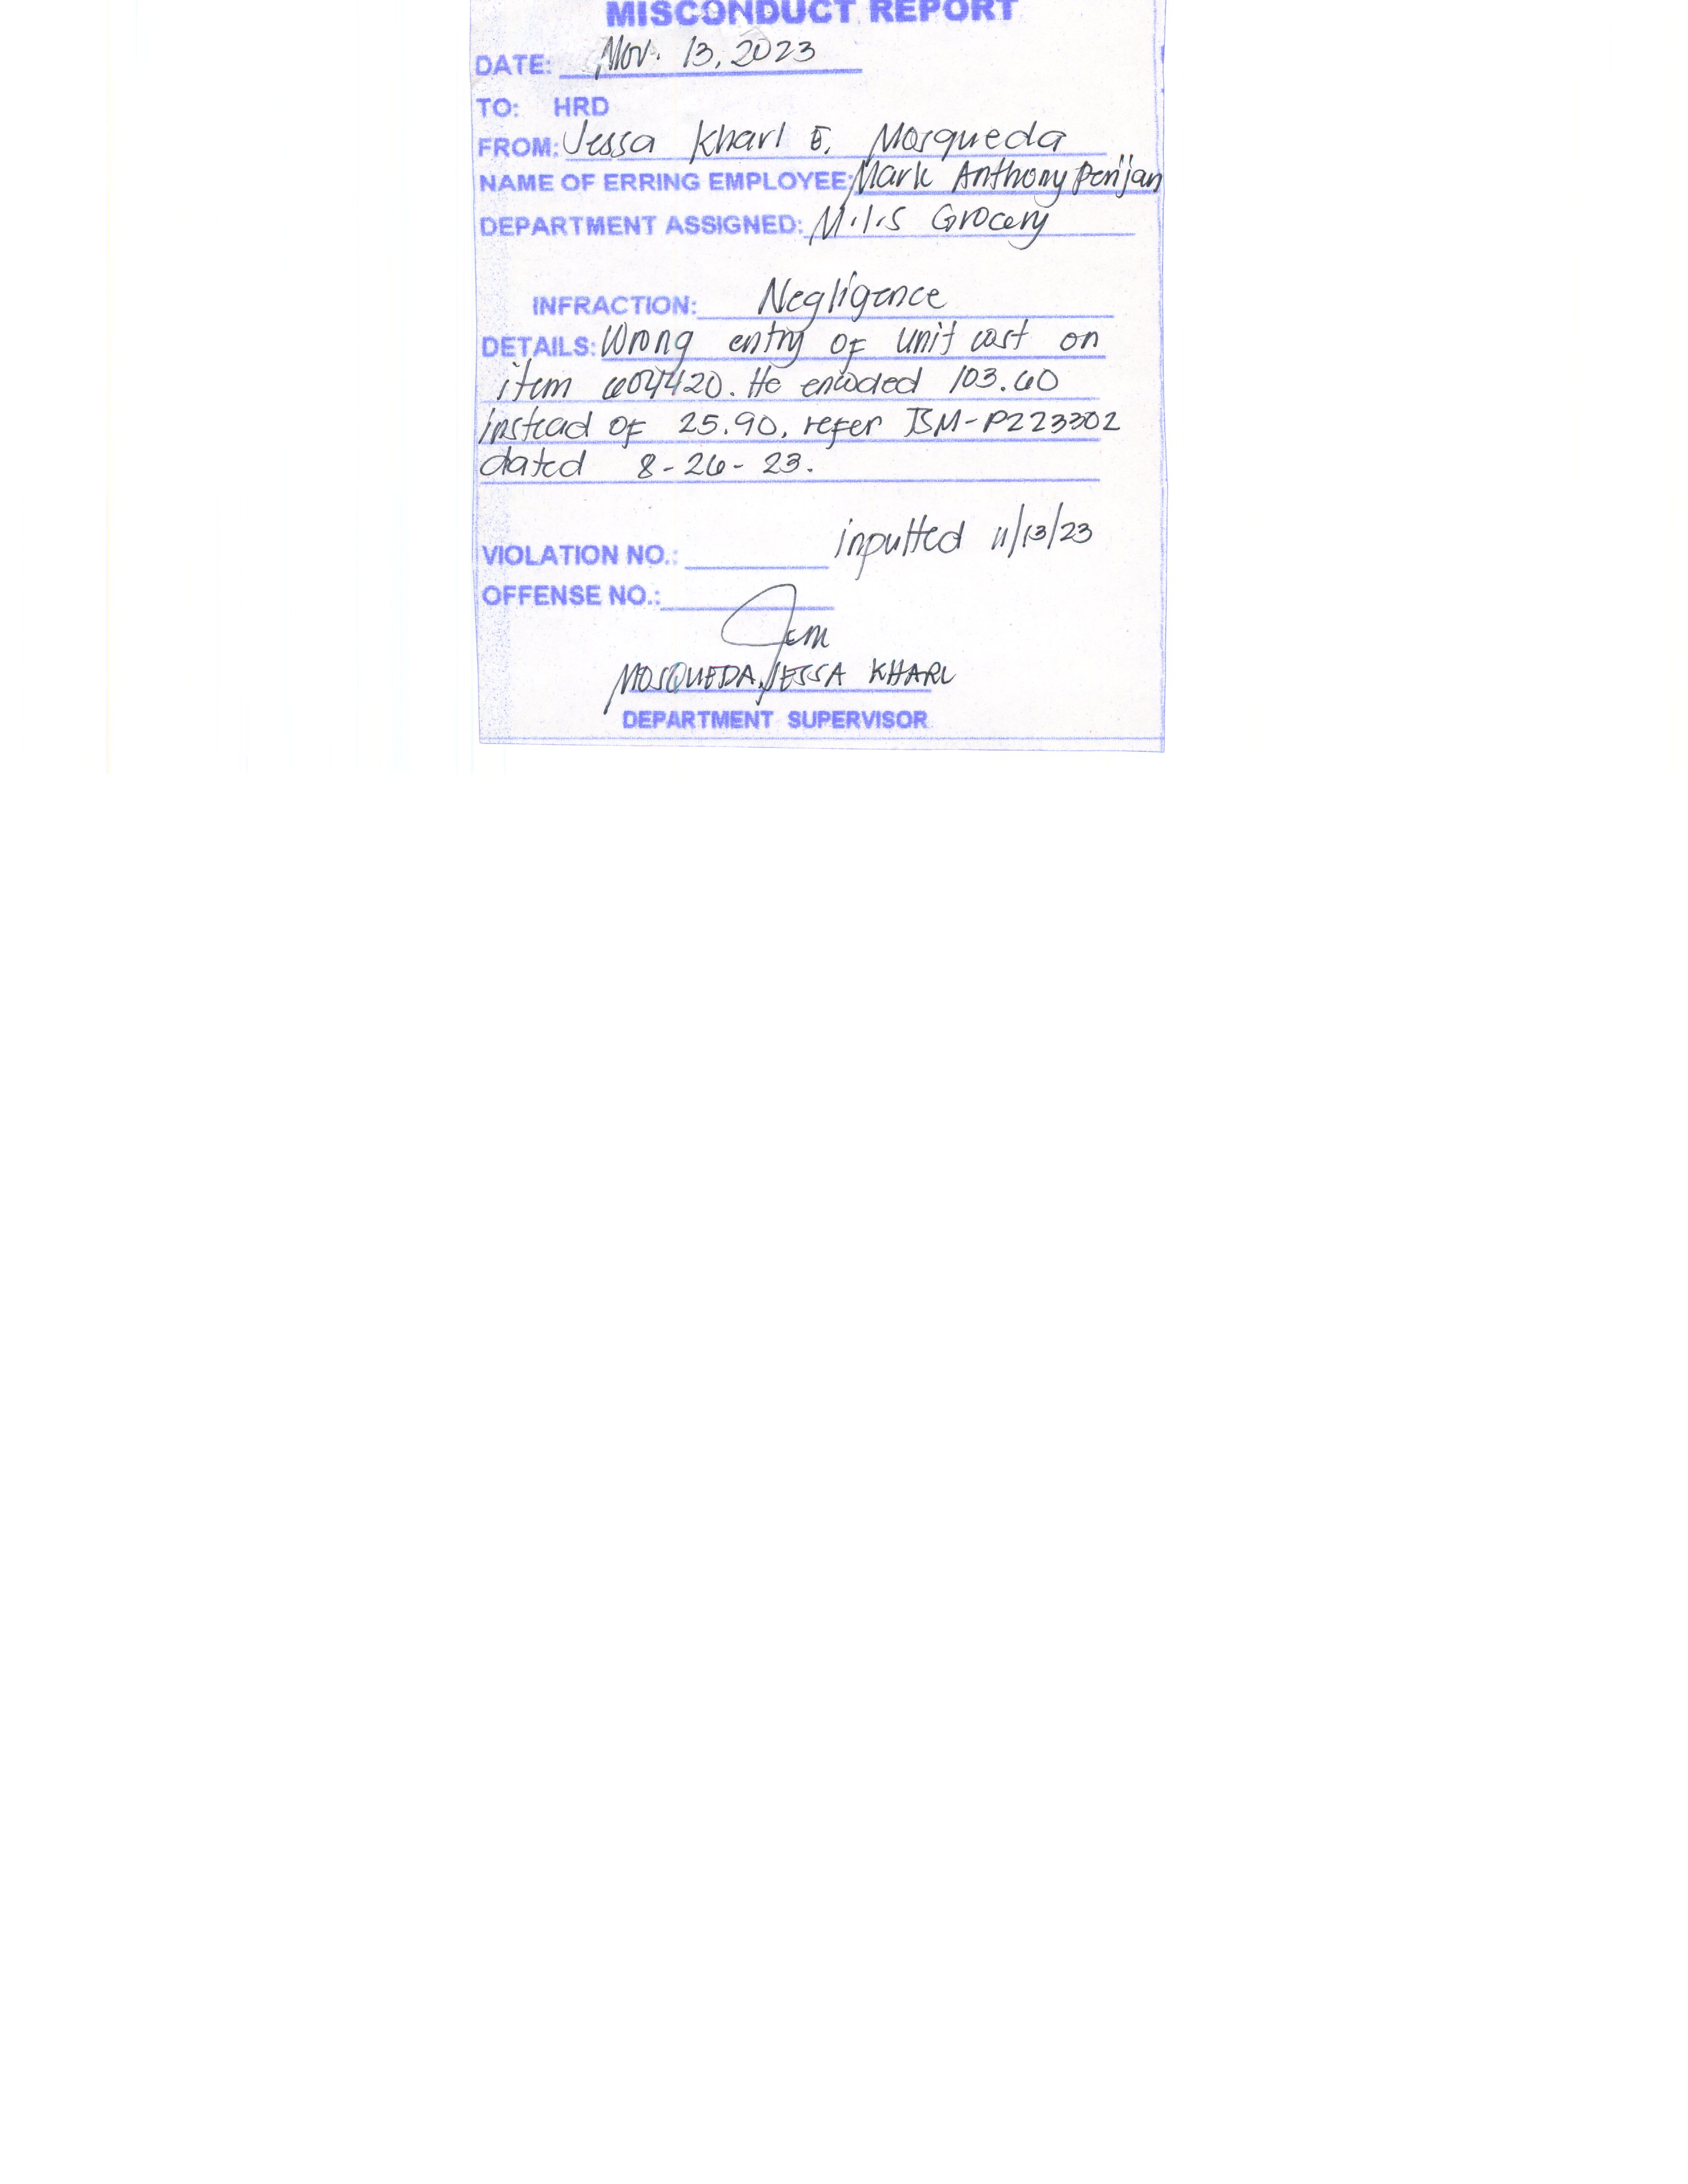 MISCONDUCT REPORT
DATE: Nov. 13, 2023
TO: HRD
FROM: Jessa Kharl E. Mosqueda
NAME OF ERRING EMPLOYEE: Mark Anthony Penijan
DEPARTMENT ASSIGNED: M.I.S Grocery
INFRACTION: Negligence
DETAILS: Wrong entry of unit cost on
item 604420. He encoded 103.60
instead of 25.90, refer ISM-P223302
dated 8-26-23.
VIOLATION NO.: inputted 11/13/23
OFFENSE NO.:
Jem
MOSQUEDA, JESSA KHARL
DEPARTMENT SUPERVISOR